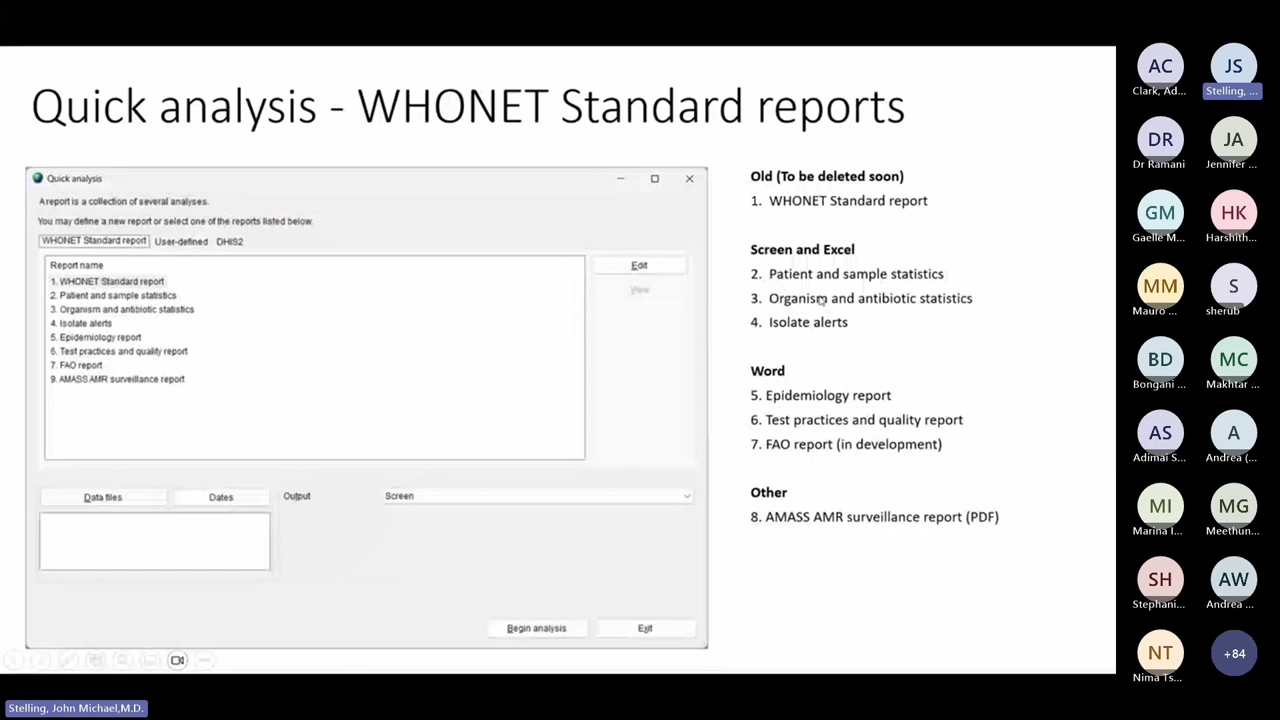 Quick analysis - WHONET Standard reports
Quick analysis
A report is a collection of several analyses.
You may define a new report or select one of the reports listed below.
WHONET Standard report User-defined DHIS2
Report name
1. WHONET Standard report
2. Patient and sample statistics
3. Organism and antibiotic statistics
4. Isolate alerts
5. Epidemiology report
6. Test practices and quality report
7. FAO report
9. AMASS AMR surveillance report
Edit
View
Data files Dates Output Screen
Begin analysis Exit
Old (To be deleted soon)
1. WHONET Standard report
Screen and Excel
2. Patient and sample statistics
3. Organism and antibiotic statistics
4. Isolate alerts
Word
5. Epidemiology report
6. Test practices and quality report
7. FAO report (in development)
Other
8. AMASS AMR surveillance report (PDF)
AC JS
Clark, Ad... Stelling, ...
DR JA
Dr Ramani Jennifer ...
GM HK
Gaelle M... Harshith...
MM S
Mauro ... sherub
BD MC
Bongani ... Makhtar ...
AS A
Adimai S... Andrea (...
MI MG
Marina I... Meethun...
SH AW
Stephani... Andrea ...
NT +84
Nima Ts...
Stelling, John Michael,M.D.